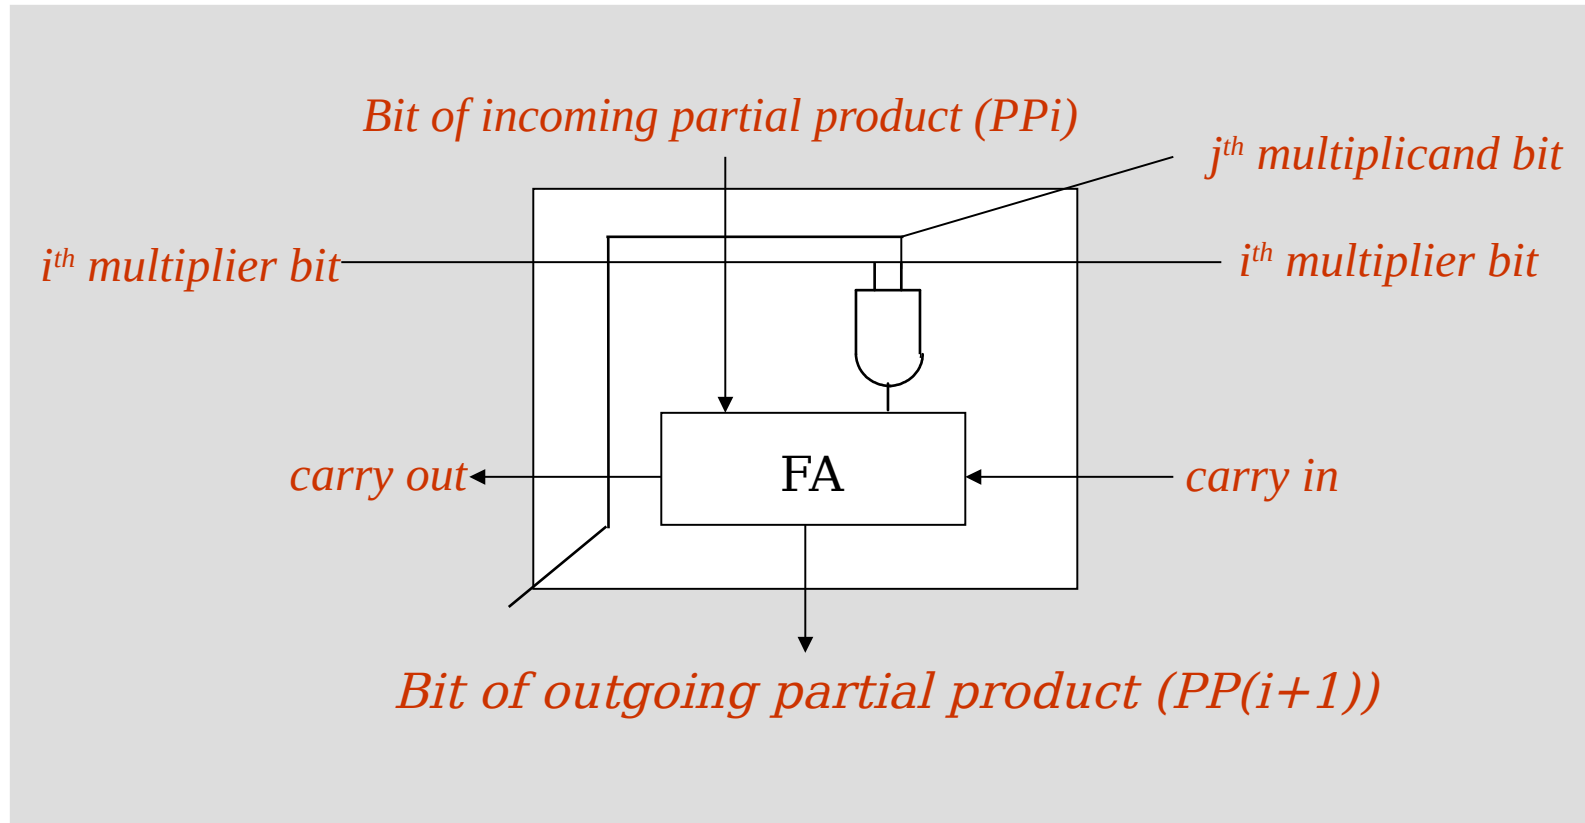 Bit of incoming partial product (PPi)
jth multiplicand bit
ith multiplier bit
ith multiplier bit
carry out
FA
carry in
Bit of outgoing partial product (PP(i+1))